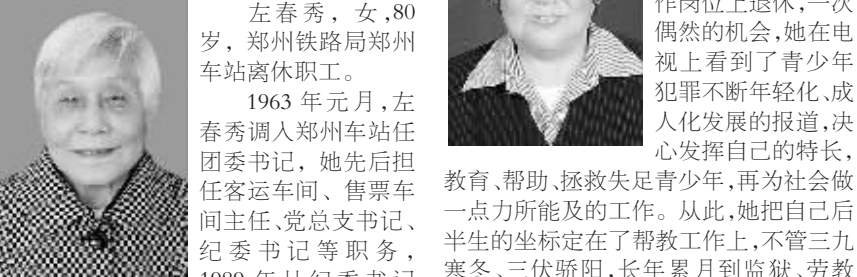 左春秀，女,80
岁，郑州铁路局郑州
车站离休职工。
1963 年元月,左
春秀调入郑州车站任
团委书记，她先后担
任客运车间、售票车
间主任、党总支书记、
纪委书记等职务，
1989 年从纪委书记
作岗位上退休,一次
偶然的机会,她在电
视上看到了青少年
犯罪不断年轻化、成
人化发展的报道,决
心发挥自己的特长,
教育、帮助、拯救失足青少年,再为社会做
一点力所能及的工作。从此,她把自己后
半生的坐标定在了帮教工作上,不管三九
寒冬、三伏骄阳,长年累月到监狱、劳教